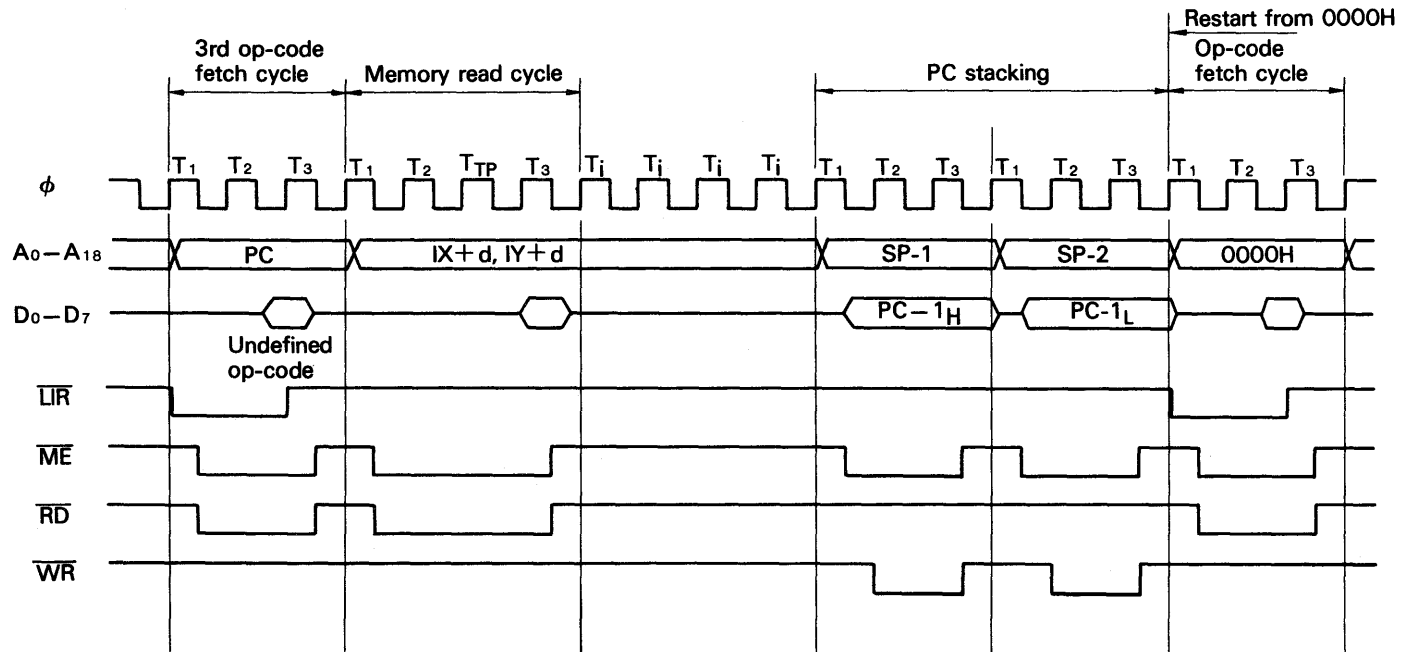 Restart from 0000H
3rd op-code
fetch cycle
Memory read cycle
PC stacking
Op-code
fetch cycle
φ
T1 T2 T3 T1 T2 TTP T3 Ti Ti Ti Ti T1 T2 T3 T1 T2 T3 T1 T2 T3
A0–A18
PC
IX+d, IY+d
SP-1
SP-2
0000H
D0–D7
Undefined
op-code
PC–1H
PC-1L
LIR
ME
RD
WR